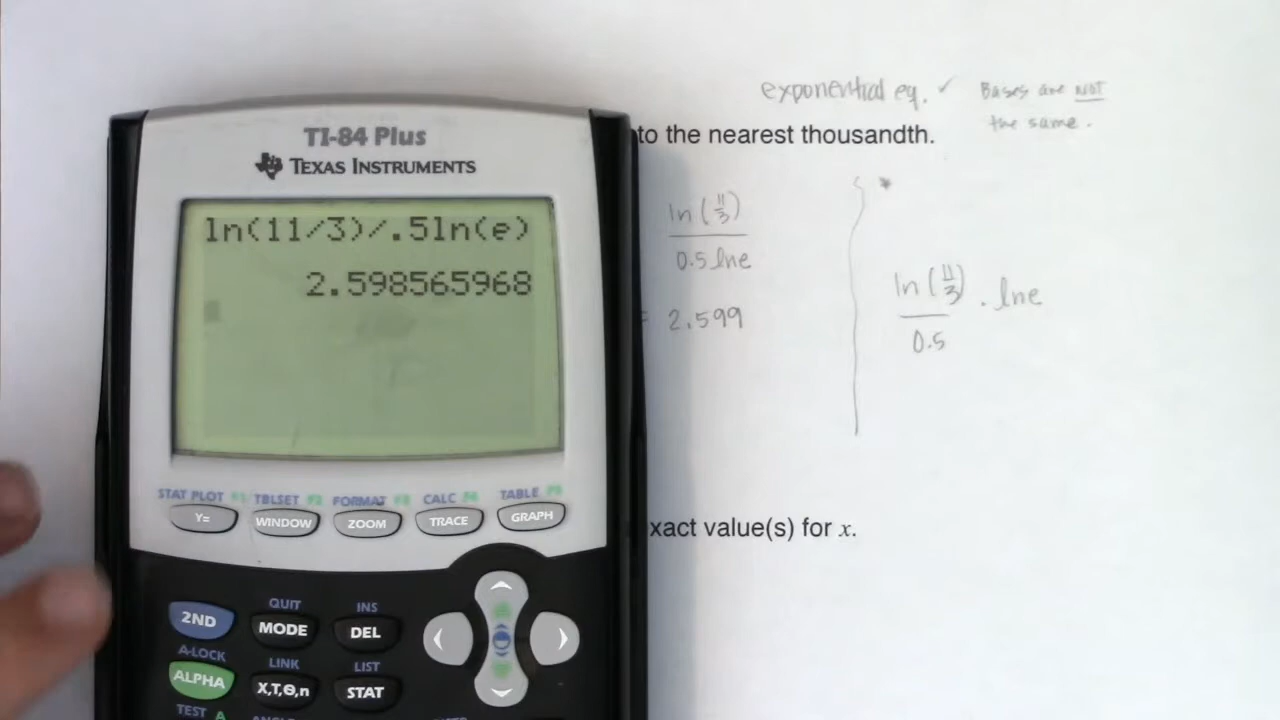 exponential eq. ✓ Bases are NOT
the same.
to the nearest thousandth.
TI-84 Plus
TEXAS INSTRUMENTS
ln(11/3)/.5ln(e)
2.598565968
ln(11/3)
0.5 lne
= 2.599
*
ln(11/3) · lne
0.5
xact value(s) for x.
STAT PLOT F1 TBLSET F2 FORMAT F3 CALC F4 TABLE F5
Y= WINDOW ZOOM TRACE GRAPH
QUIT INS
2ND MODE DEL
A-LOCK LINK LIST
ALPHA X,T,Θ,n STAT
TEST A